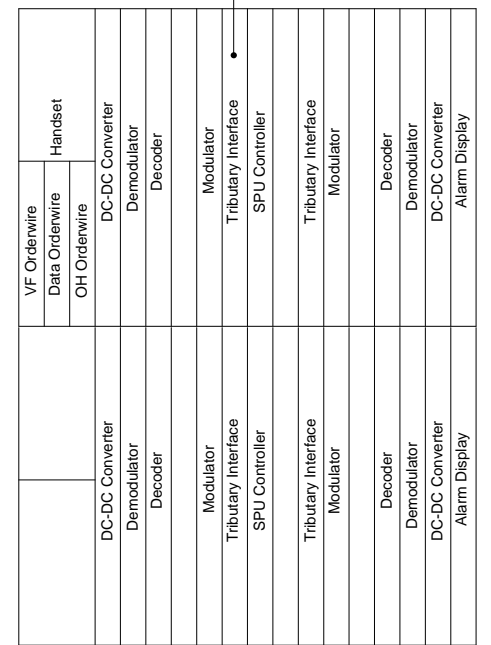 VF Orderwire
Data Orderwire
OH Orderwire
Handset
DC-DC Converter
Demodulator
Decoder
Modulator
Tributary Interface
SPU Controller
Tributary Interface
Modulator
Decoder
Demodulator
DC-DC Converter
Alarm Display
DC-DC Converter
Demodulator
Decoder
Modulator
Tributary Interface
SPU Controller
Tributary Interface
Modulator
Decoder
Demodulator
DC-DC Converter
Alarm Display